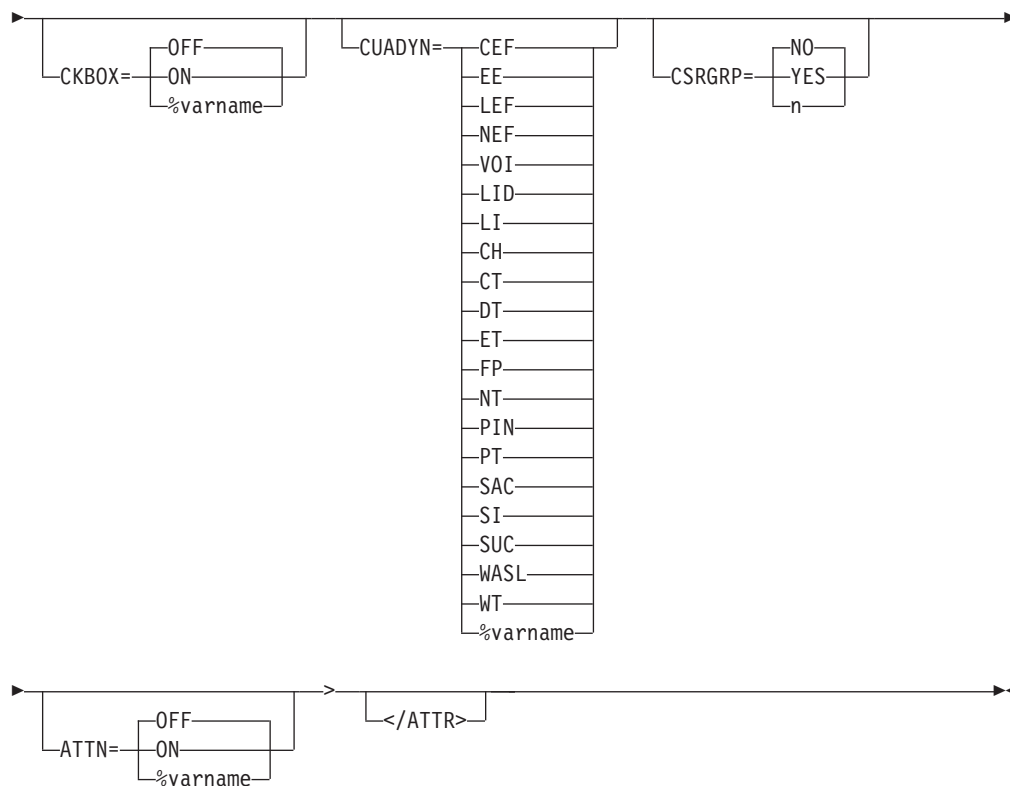 CKBOX=
OFF
ON
%varname
CUADYN=
CEF
EE
LEF
NEF
VOI
LID
LI
CH
CT
DT
ET
FP
NT
PIN
PT
SAC
SI
SUC
WASL
WT
%varname
CSRGRP=
NO
YES
n
ATTN=
OFF
ON
%varname
>
</ATTR>